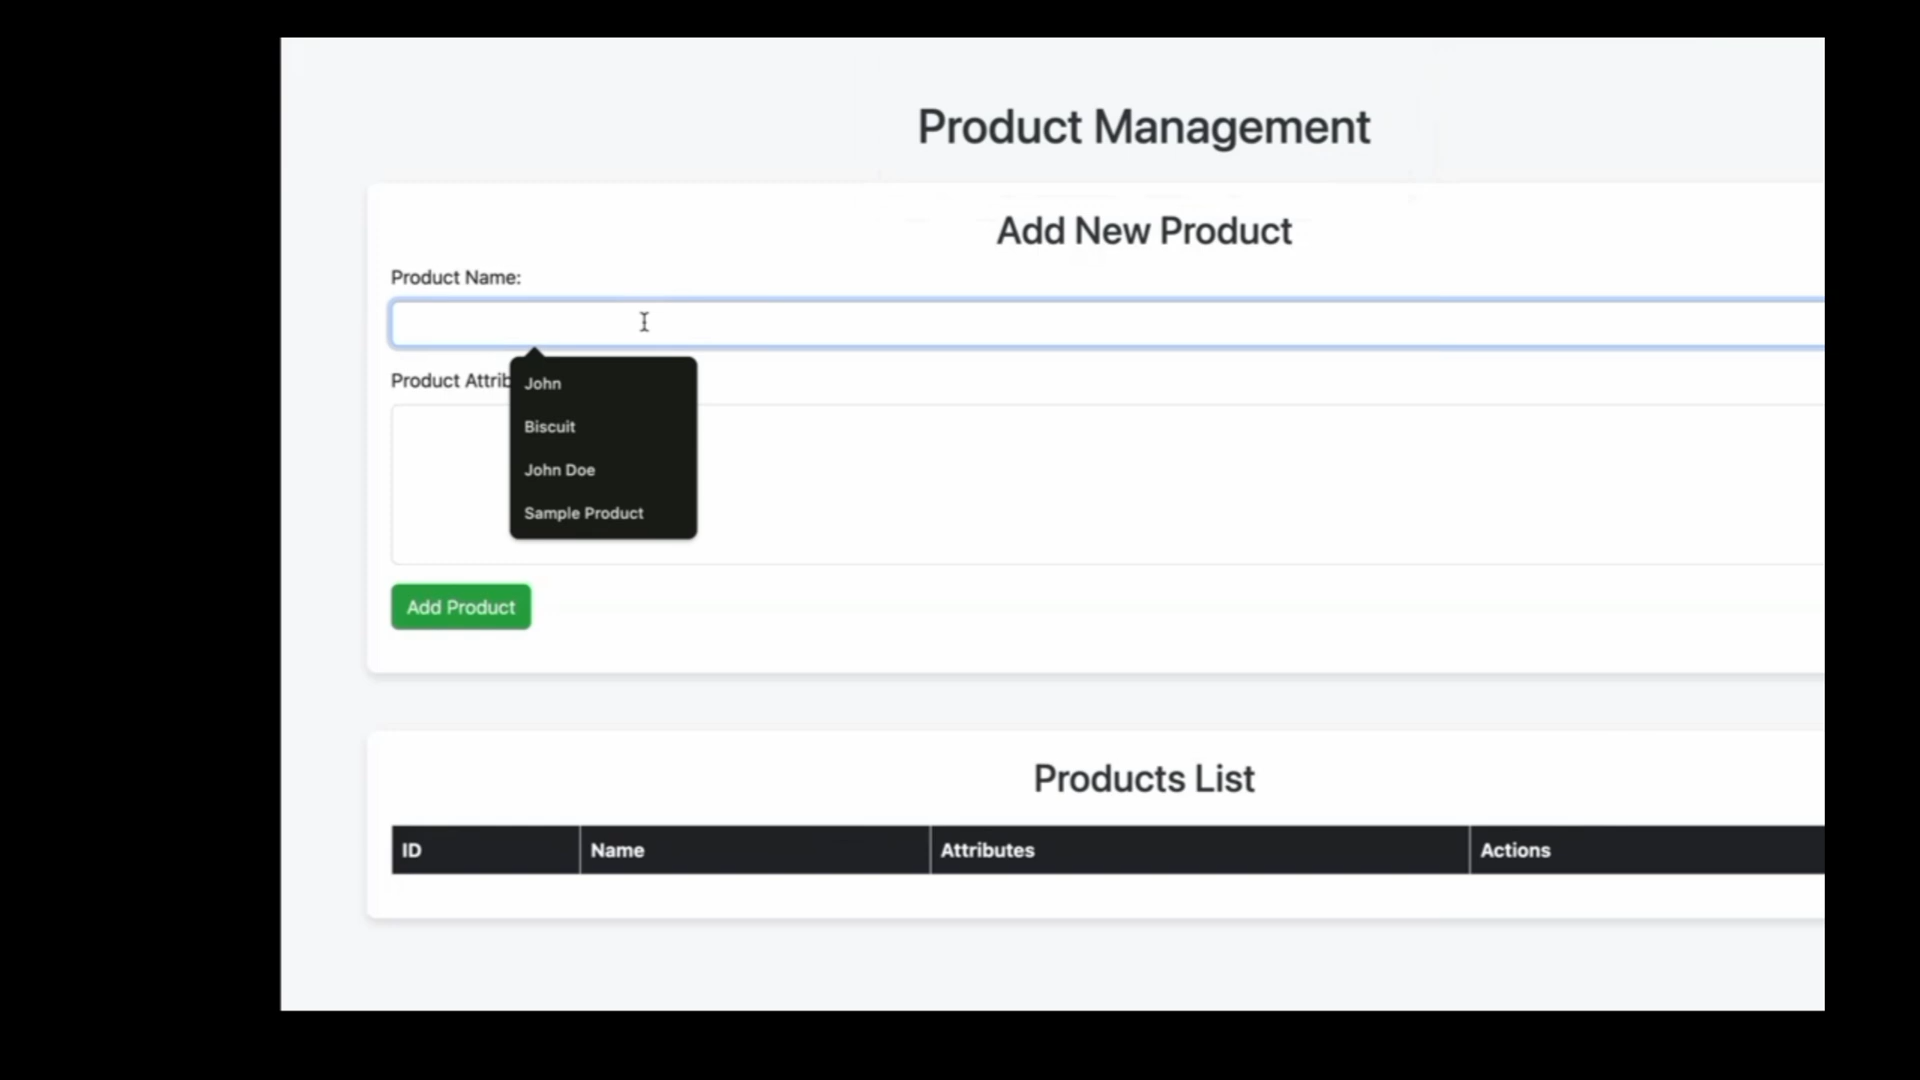 Product Management
Add New Product
Product Name:
Product Attrib
John
Biscuit
John Doe
Sample Product
Add Product
Products List
ID Name Attributes Actions